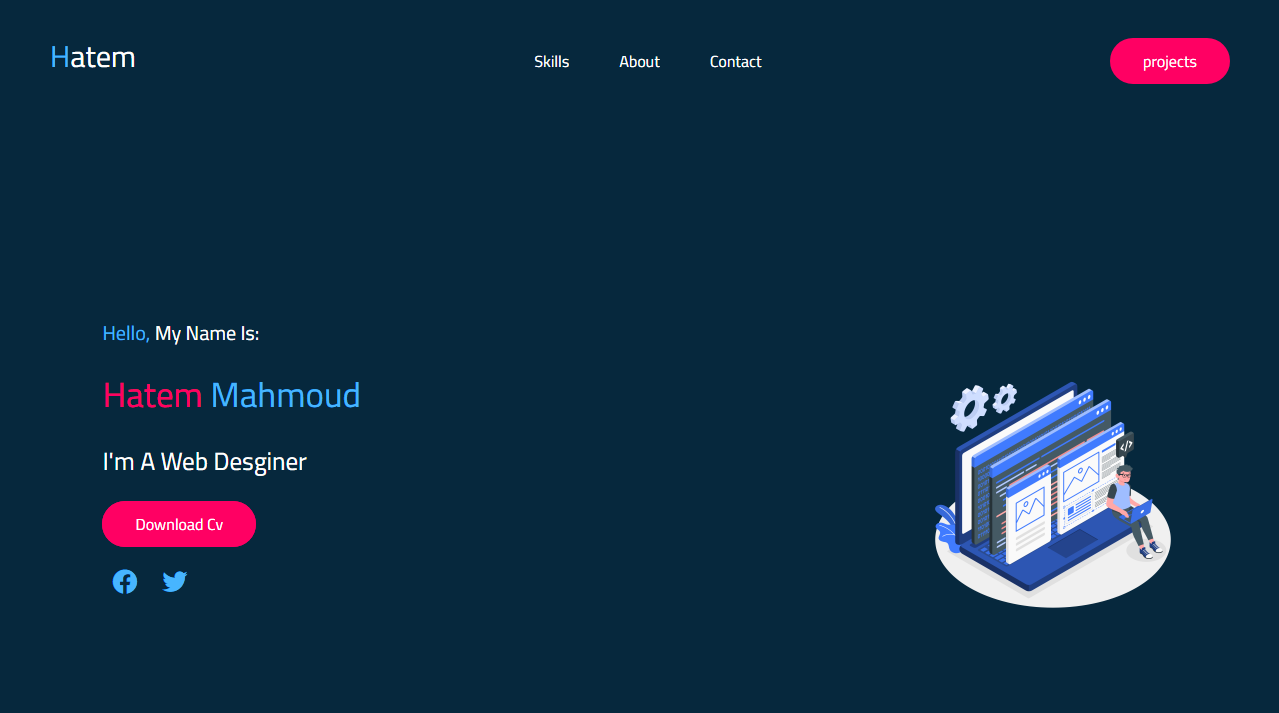 Hatem
Skills About Contact
projects
Hello, My Name Is:
Hatem Mahmoud
I'm A Web Desginer
Download Cv
</>